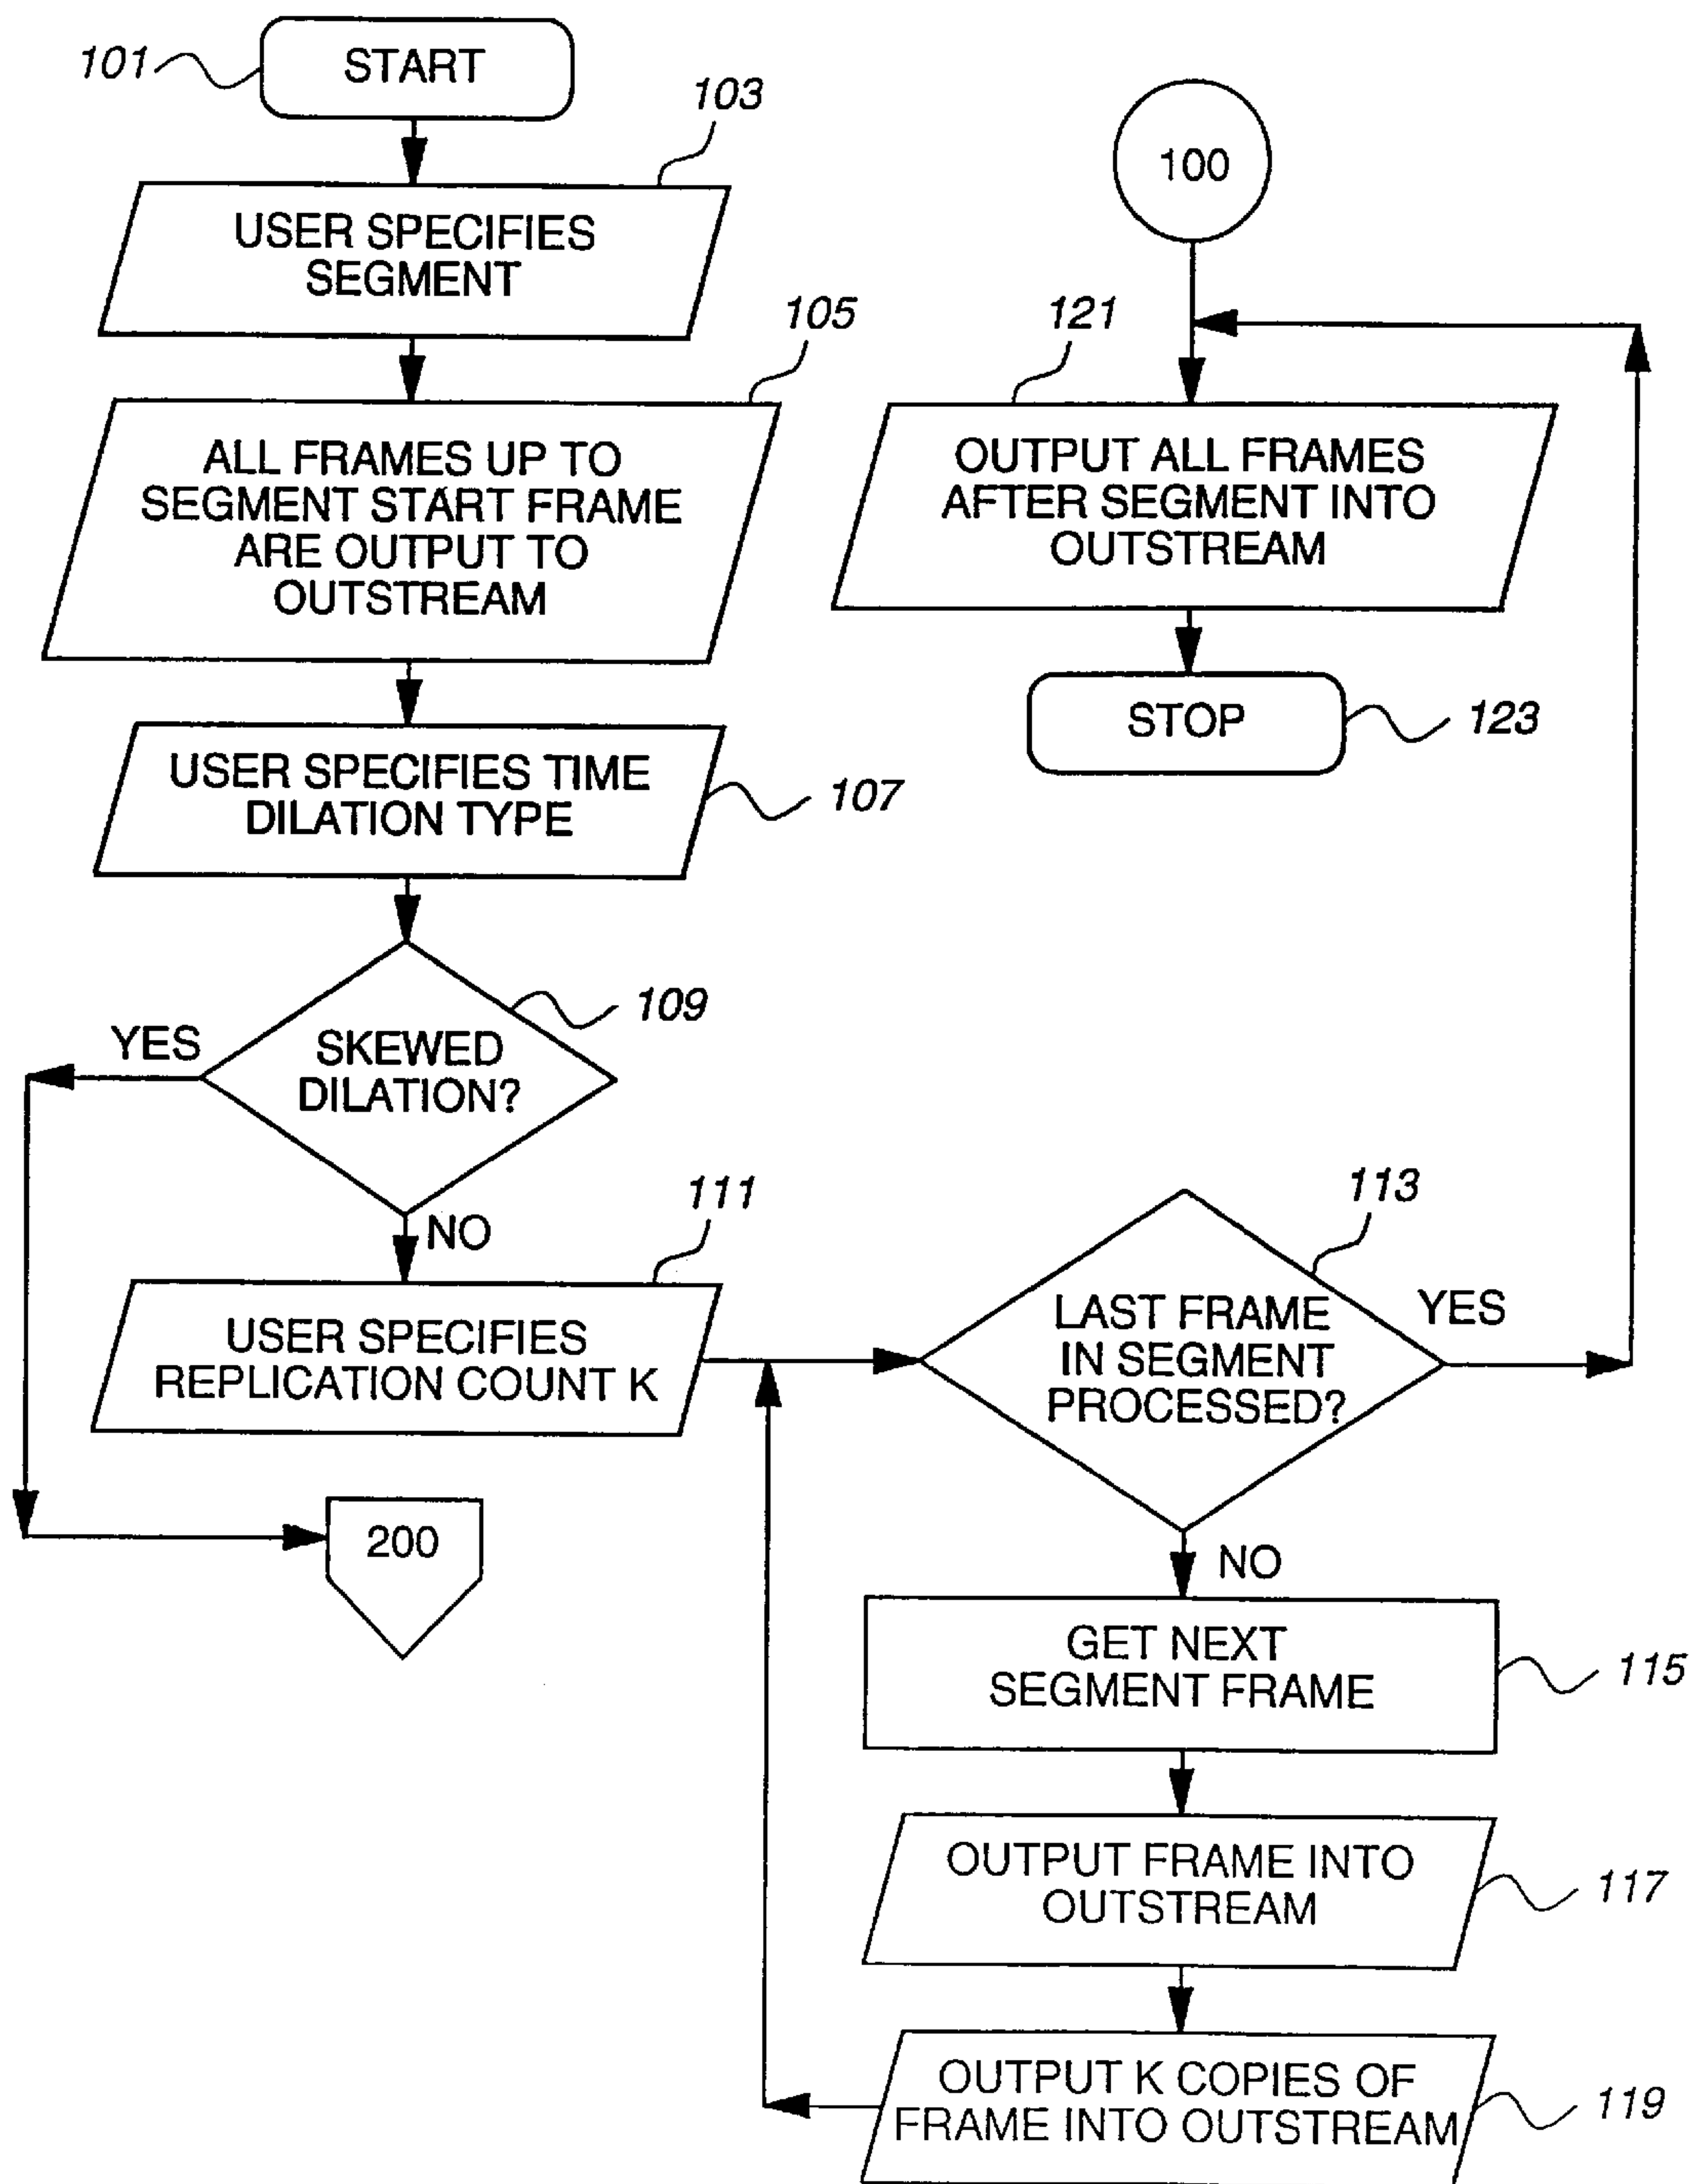 101
START
103
USER SPECIFIES
SEGMENT
105
ALL FRAMES UP TO
SEGMENT START FRAME
ARE OUTPUT TO
OUTSTREAM
USER SPECIFIES TIME
DILATION TYPE
107
109
YES
SKEWED
DILATION?
NO
111
USER SPECIFIES
REPLICATION COUNT K
200
100
121
OUTPUT ALL FRAMES
AFTER SEGMENT INTO
OUTSTREAM
STOP
123
113
LAST FRAME
IN SEGMENT
PROCESSED?
YES
NO
GET NEXT
SEGMENT FRAME
115
OUTPUT FRAME INTO
OUTSTREAM
117
OUTPUT K COPIES OF
FRAME INTO OUTSTREAM
119